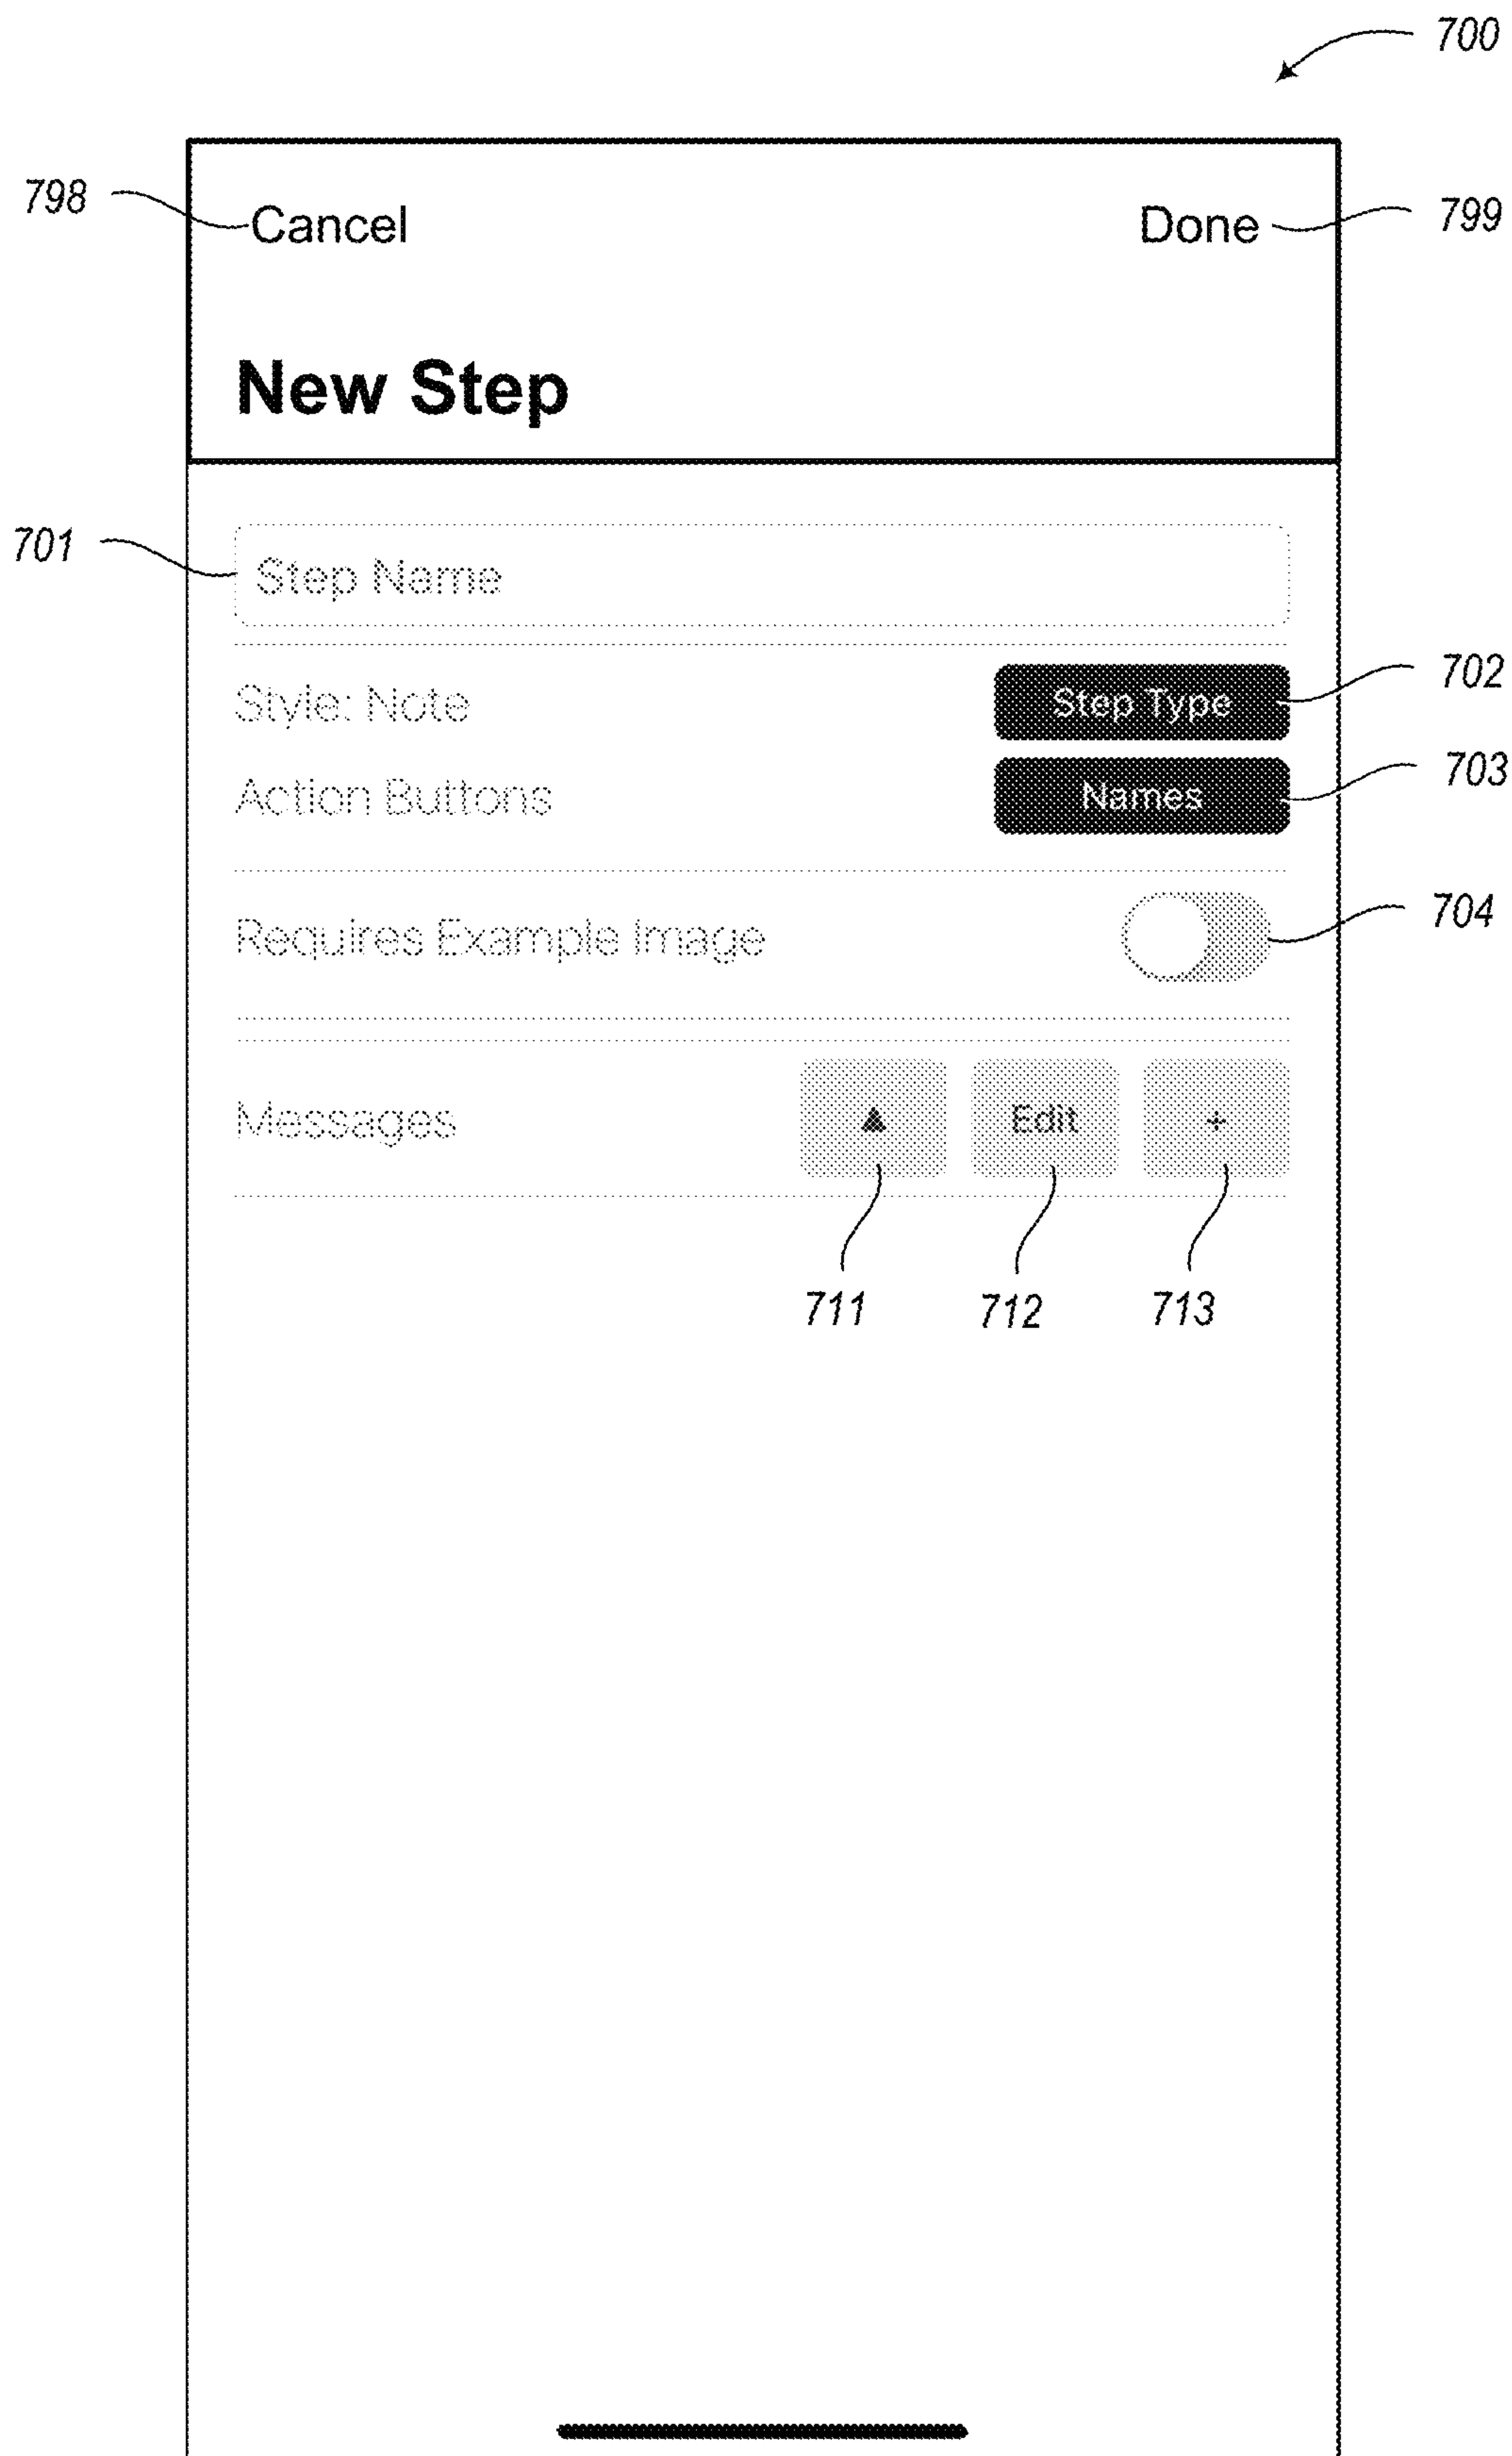 700
798 Cancel Done 799
New Step
701 Step Name
Style: Note Step Type 702
Action Buttons Names 703
Requires Example Image 704
Messages ▲ Edit +
711 712 713